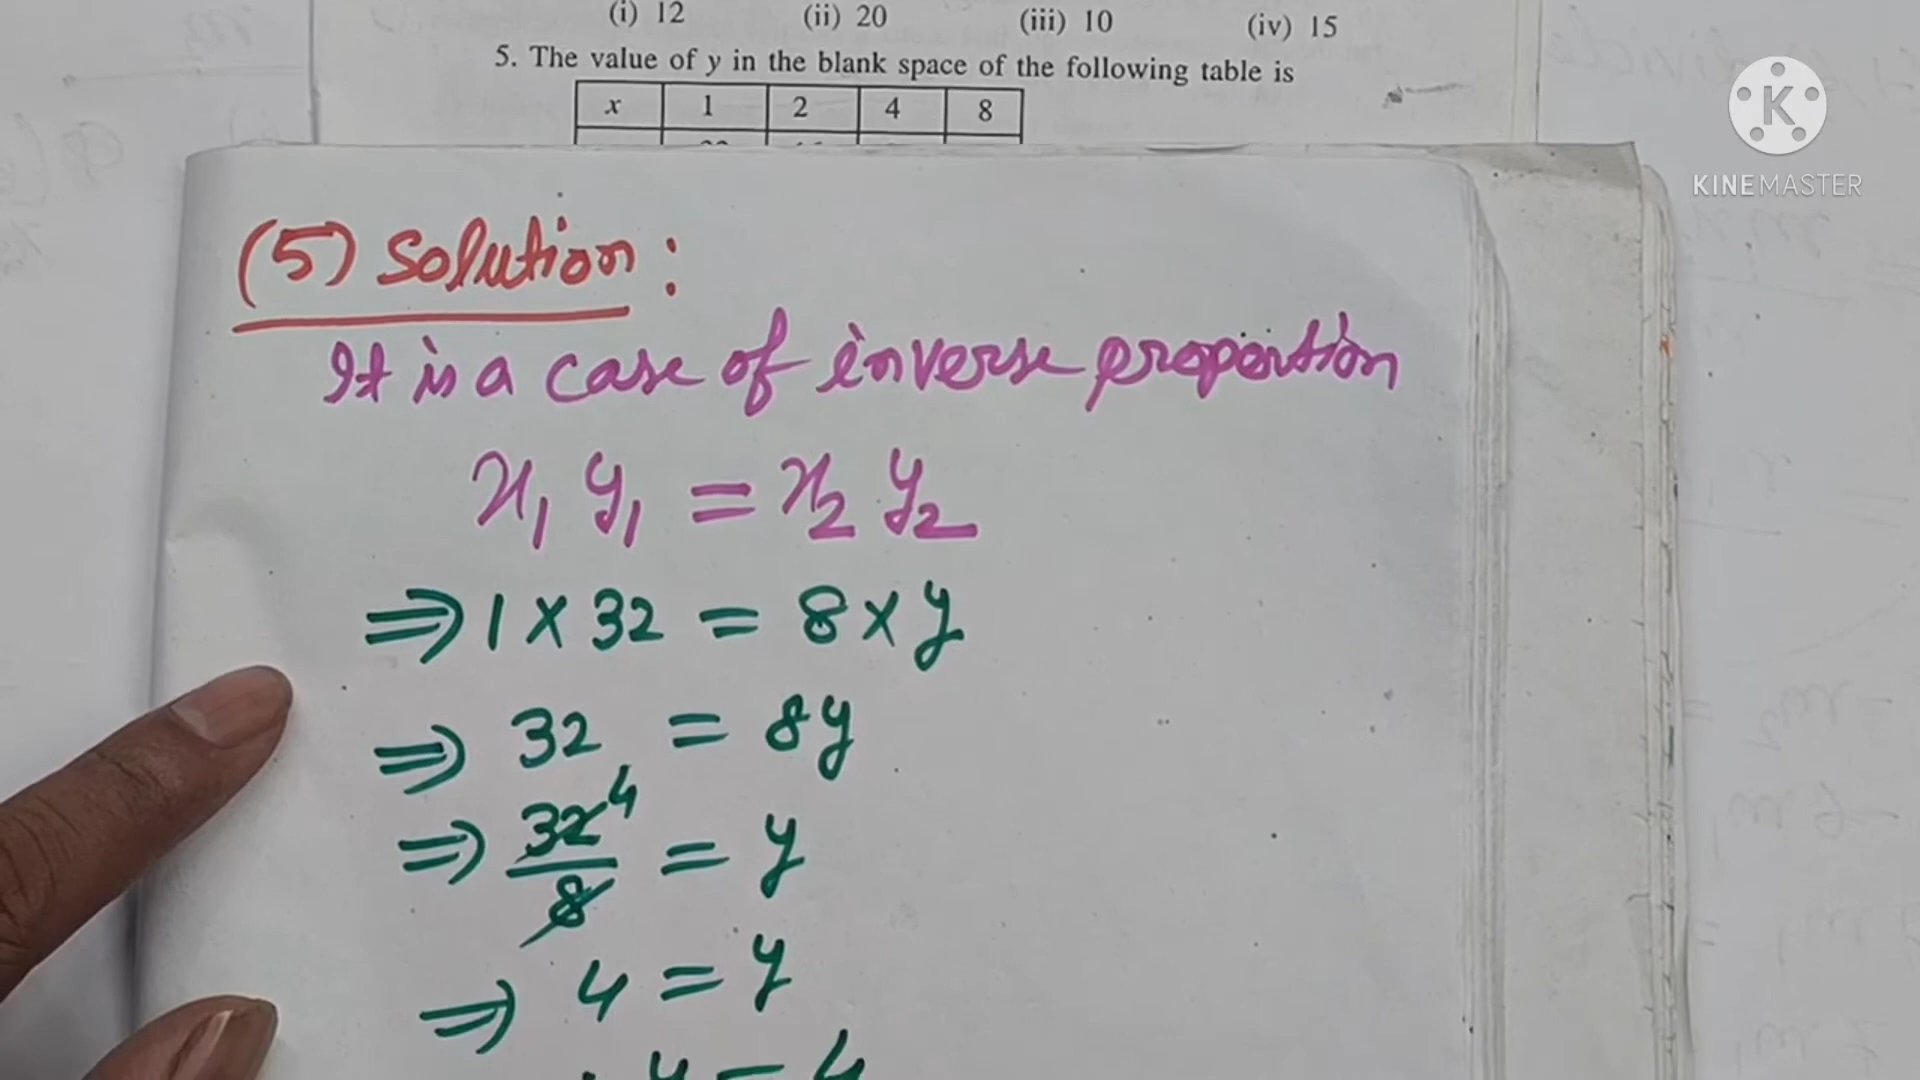 (i) 12 (ii) 20 (iii) 10 (iv) 15
5. The value of y in the blank space of the following table is
x 1 2 4 8
KINEMASTER
(5) Solution :
It is a case of inverse proportion
x₁ y₁ = x₂ y₂
⇒ 1 × 32 = 8 × y
⇒ 32 = 8y
⇒ 32/8 4 = y
⇒ 4 = y
y = 4